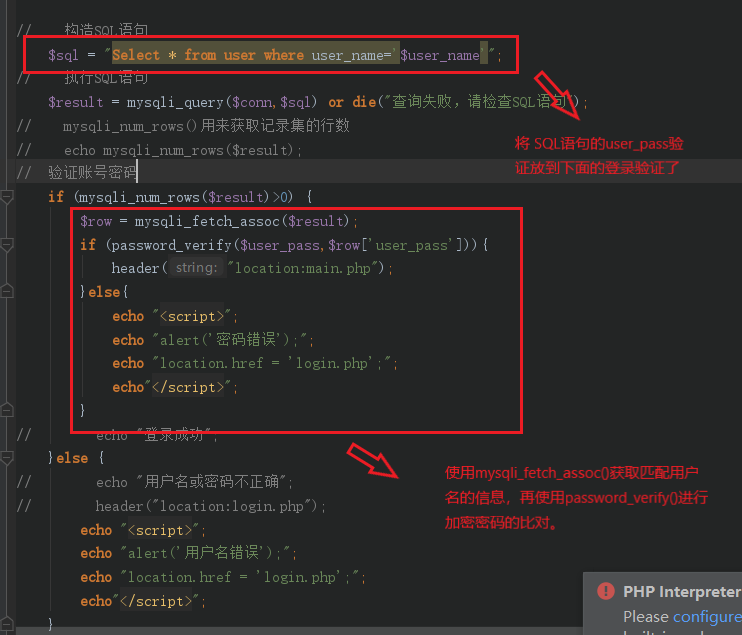 //    构造SQL语句
$sql = "Select * from user where user_name='$user_name'";
//    执行SQL语句
$result = mysqli_query($conn,$sql) or die("查询失败，请检查SQL语句");
//    mysqli_num_rows()用来获取记录集的行数
//    echo mysqli_num_rows($result);
将 SQL语句的user_pass验
证放到下面的登录验证了
//  验证账号密码
if (mysqli_num_rows($result)>0) {
$row = mysqli_fetch_assoc($result);
if (password_verify($user_pass,$row['user_pass'])){
header( string: "location:main.php");
}else{
echo "<script>";
echo "alert('密码错误');";
echo "location.href = 'login.php';";
echo"</script>";
}
//        echo "登录成功";
}else {
//        echo "用户名或密码不正确";
//        header("location:login.php");
使用mysqli_fetch_assoc()获取匹配用户
名的信息，再使用password_verify()进行
加密密码的比对。
echo "<script>";
echo "alert('用户名错误');";
echo "location.href = 'login.php';";
echo"</script>";
}
PHP Interpreter
Please configure